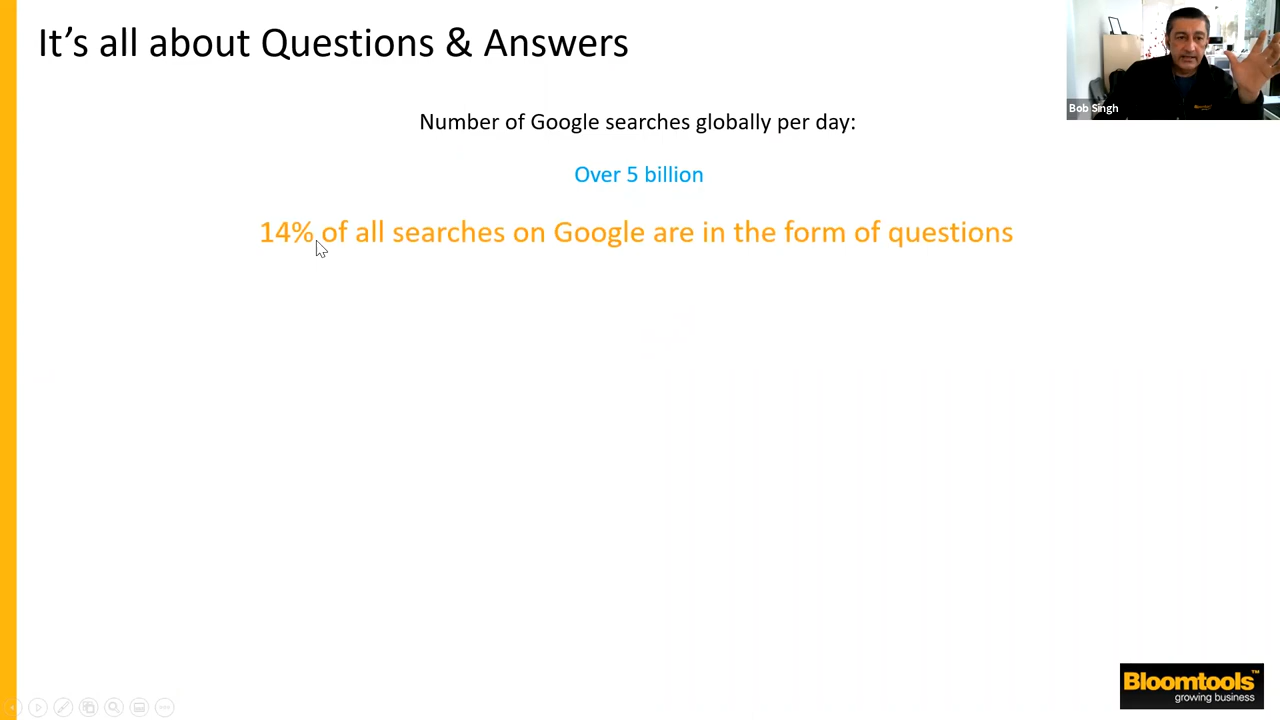 It's all about Questions & Answers
Bob Singh
Number of Google searches globally per day:
Over 5 billion
14% of all searches on Google are in the form of questions
Bloomtools™
growing business